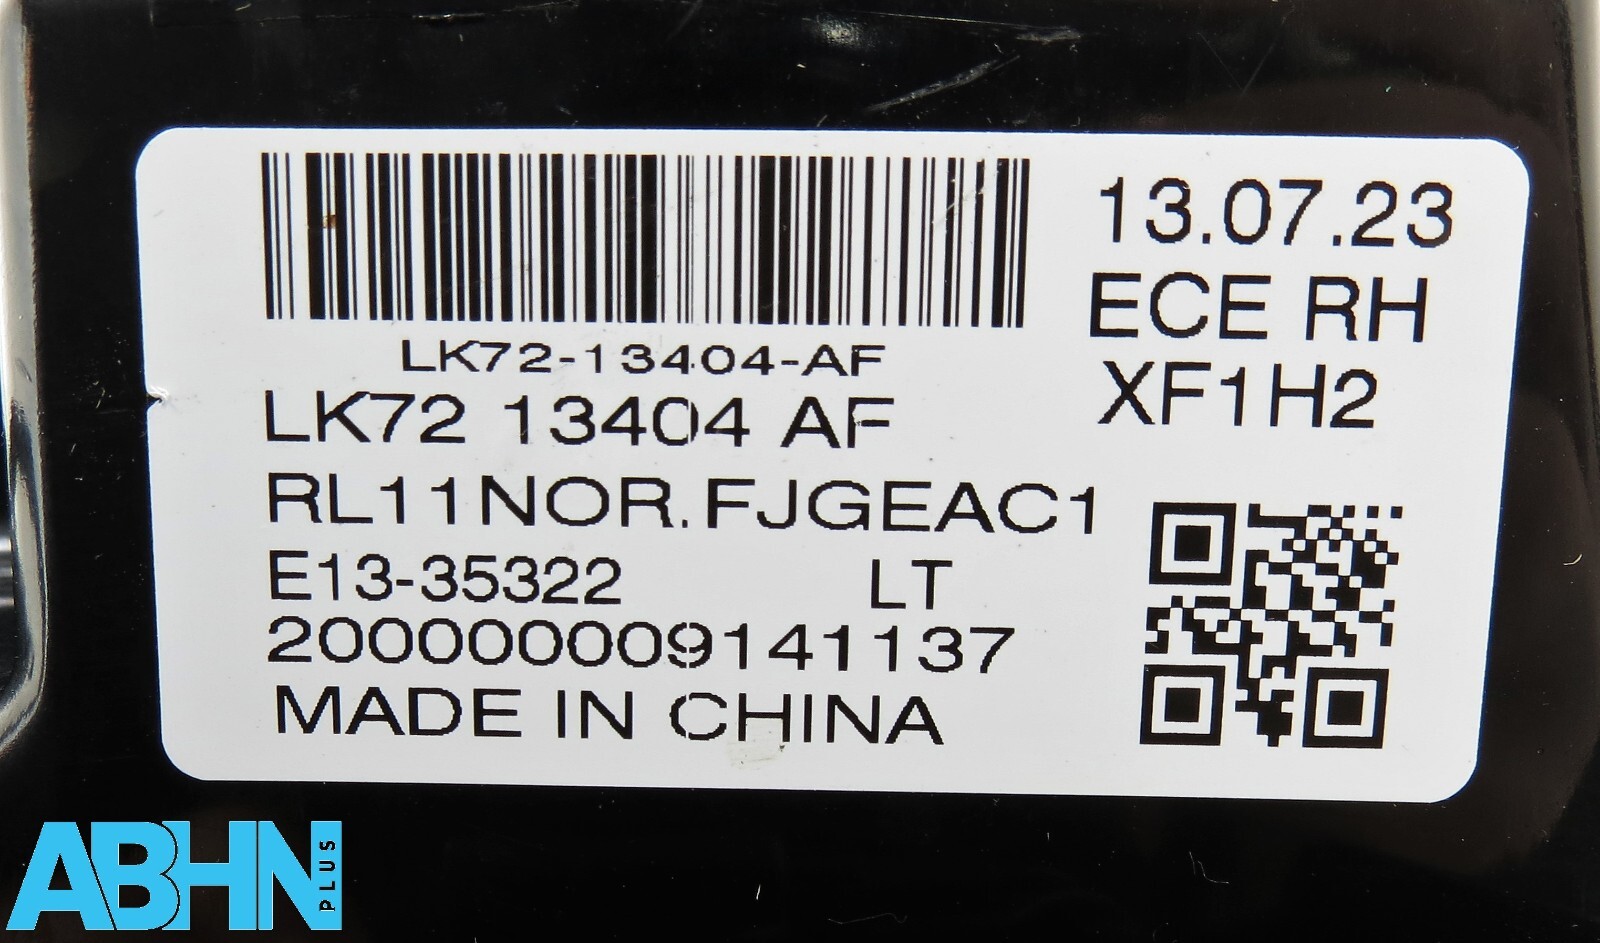 13.07.23
ECE RH
XF1H2
LK72-13404-AF
LK72 13404 AF
RL11NOR.FJGEAC1
E13-35322 LT
200000009141137
MADE IN CHINA
ABHN PLUS